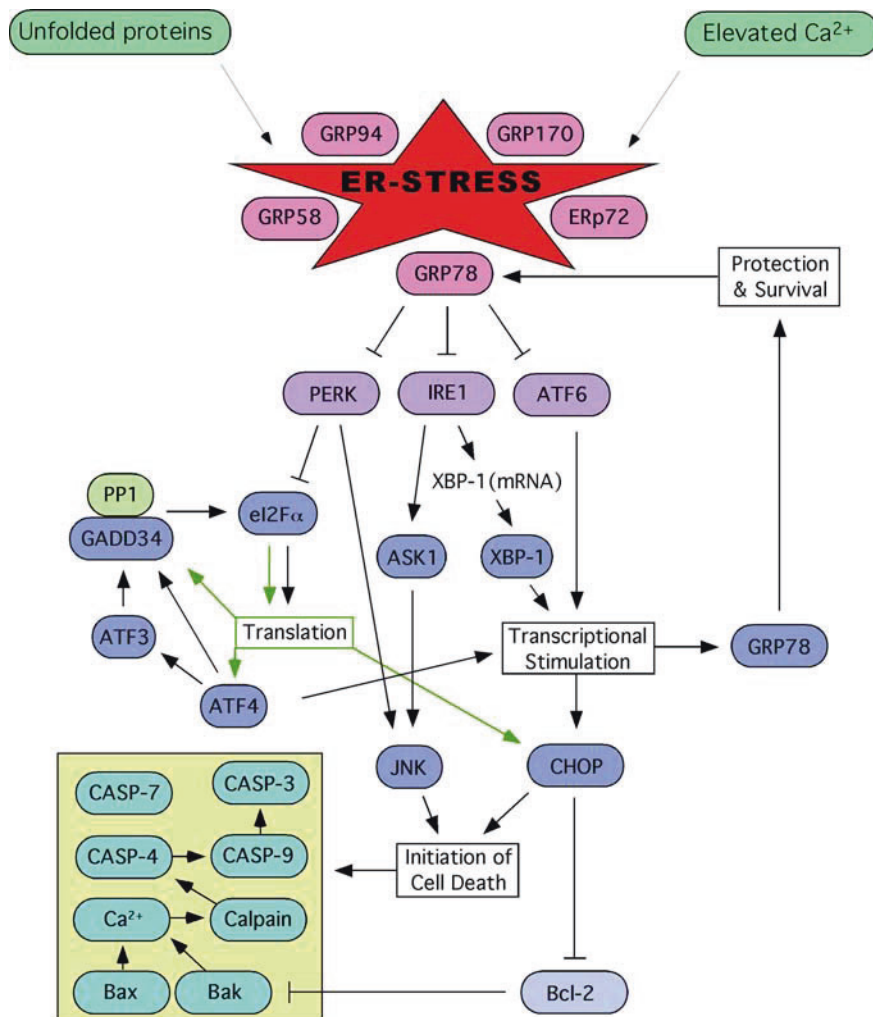 Unfolded proteins
Elevated Ca²⁺
GRP94
GRP170
ER-STRESS
GRP58
ERp72
GRP78
Protection
& Survival
PERK
IRE1
ATF6
XBP-1(mRNA)
PP1
GADD34
eI2Fα
ASK1
XBP-1
ATF3
Translation
Transcriptional
Stimulation
GRP78
ATF4
JNK
CHOP
CASP-7
CASP-3
CASP-4
CASP-9
Initiation of
Cell Death
Ca²⁺
Calpain
Bax
Bak
Bcl-2